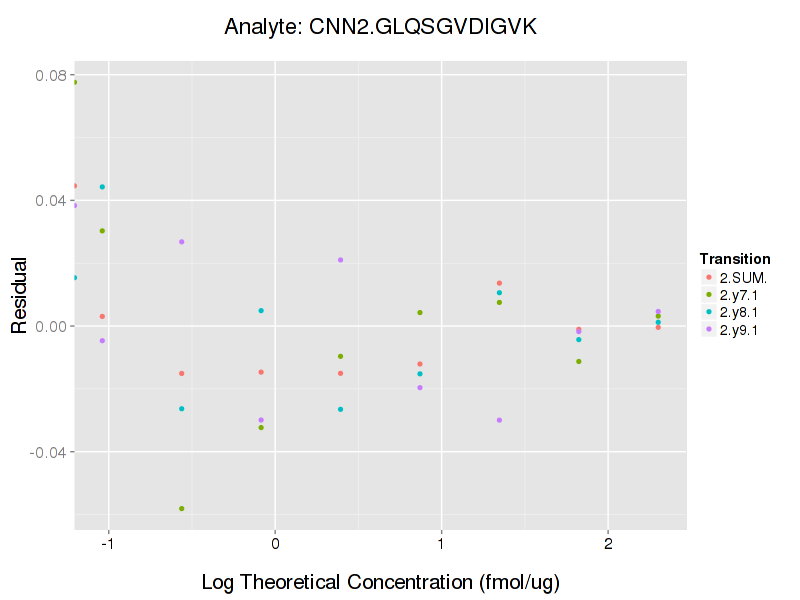 Analyte: CNN2.GLQSGVDIGVK
0.08
0.04
0.00
-0.04
Residual
-1
0
1
2
Log Theoretical Concentration (fmol/ug)
Transition
2.SUM.
2.y7.1
2.y8.1
2.y9.1